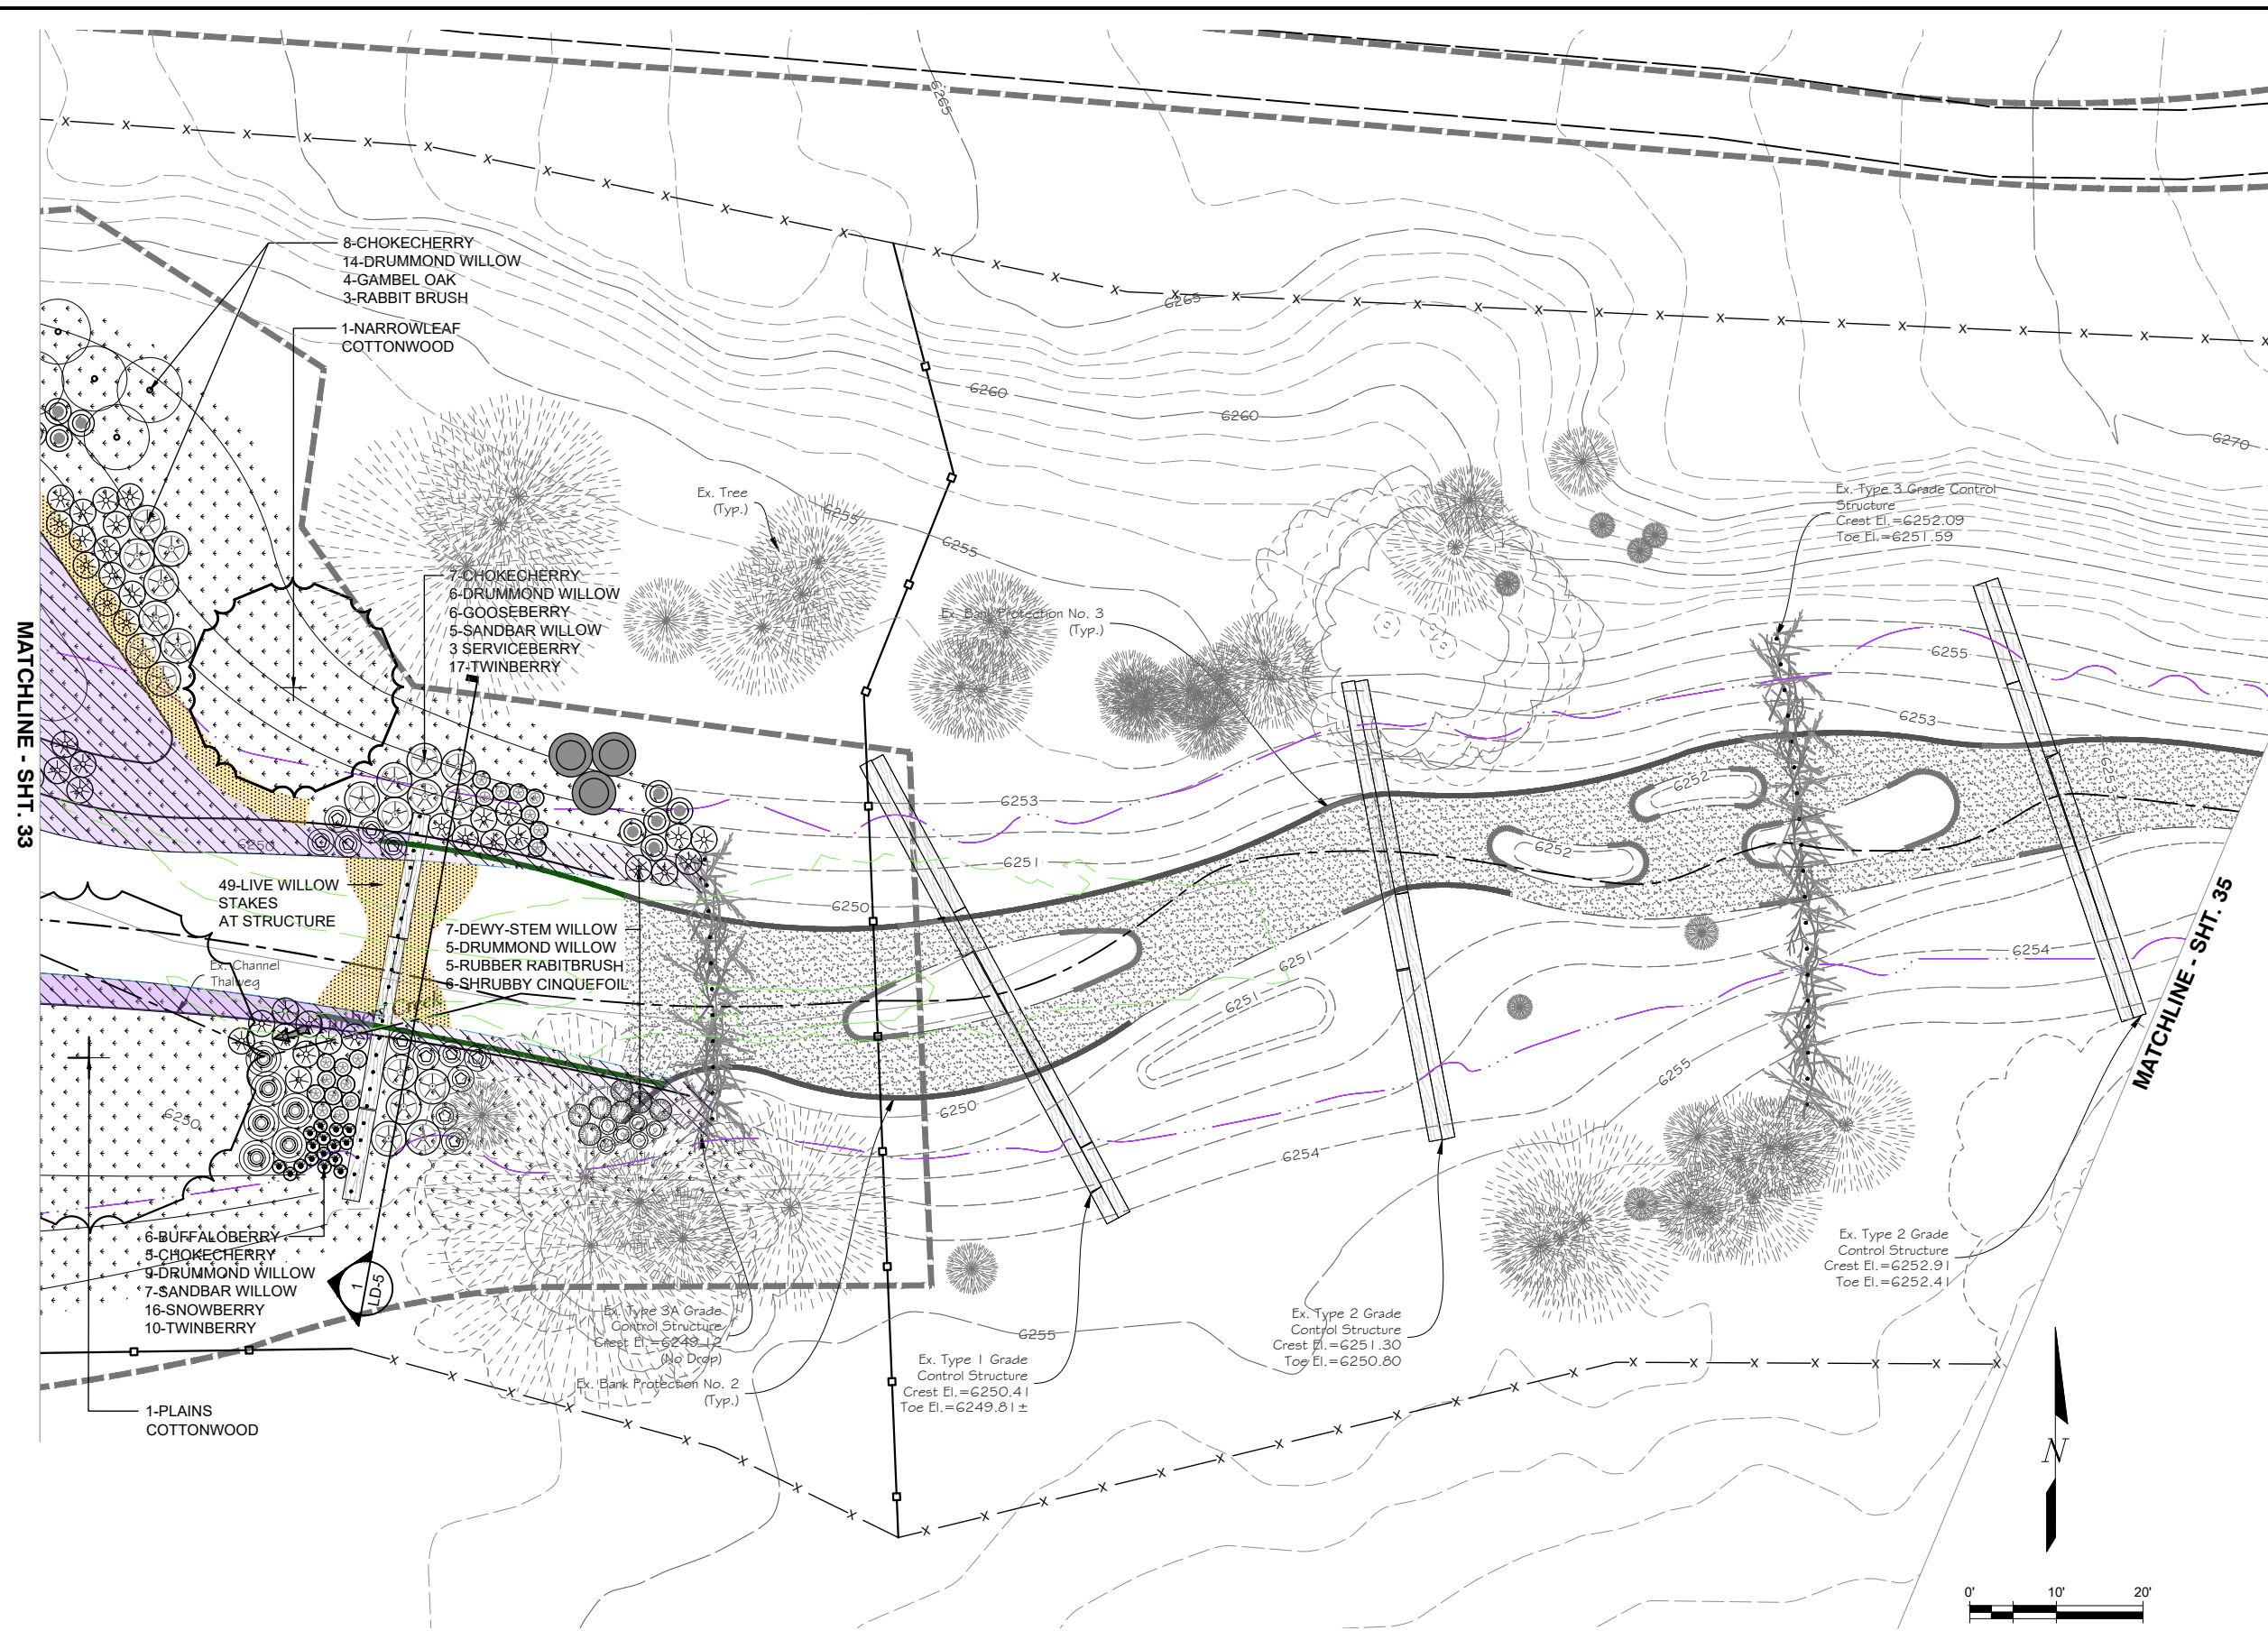 8-CHOKECHERRY
14-DRUMMOND WILLOW
4-GAMBEL OAK
3-RABBIT BRUSH
1-NARROWLEAF
COTTONWOOD
6265
6265
6260
6260
6270
Ex. Tree
(Typ.)
6255
6255
Ex. Type 3 Grade Control
Structure
Crest El.=6252.09
Toe El.=6251.59
7-CHOKECHERRY
6-DRUMMOND WILLOW
6-GOOSEBERRY
5-SANDBAR WILLOW
3 SERVICEBERRY
17-TWINBERRY
Ex. Bank Protection No. 3
(Typ.)
MATCHLINE - SHT. 33
6255
6253
6253
6252
6252
6251
6250
6250
49-LIVE WILLOW
STAKES
AT STRUCTURE
7-DEWY-STEM WILLOW
5-DRUMMOND WILLOW
5-RUBBER RABITBRUSH
6-SHRUBBY CINQUEFOIL
Ex. Channel
Thalweg
6251
6251
6254
MATCHLINE - SHT. 35
6250
6250
6254
6255
6-BUFFALOBERRY
5-CHOKECHERRY
9-DRUMMOND WILLOW
7-SANDBAR WILLOW
16-SNOWBERRY
10-TWINBERRY
1
LD-5
Ex. Type 3A Grade
Control Structure
Crest El.=6249.12
(No Drop)
Ex. Bank Protection No. 2
(Typ.)
6255
Ex. Type 1 Grade
Control Structure
Crest El.=6250.41
Toe El.=6249.81±
Ex. Type 2 Grade
Control Structure
Crest El.=6251.30
Toe El.=6250.80
Ex. Type 2 Grade
Control Structure
Crest El.=6252.91
Toe El.=6252.41
1-PLAINS
COTTONWOOD
N
0' 10' 20'